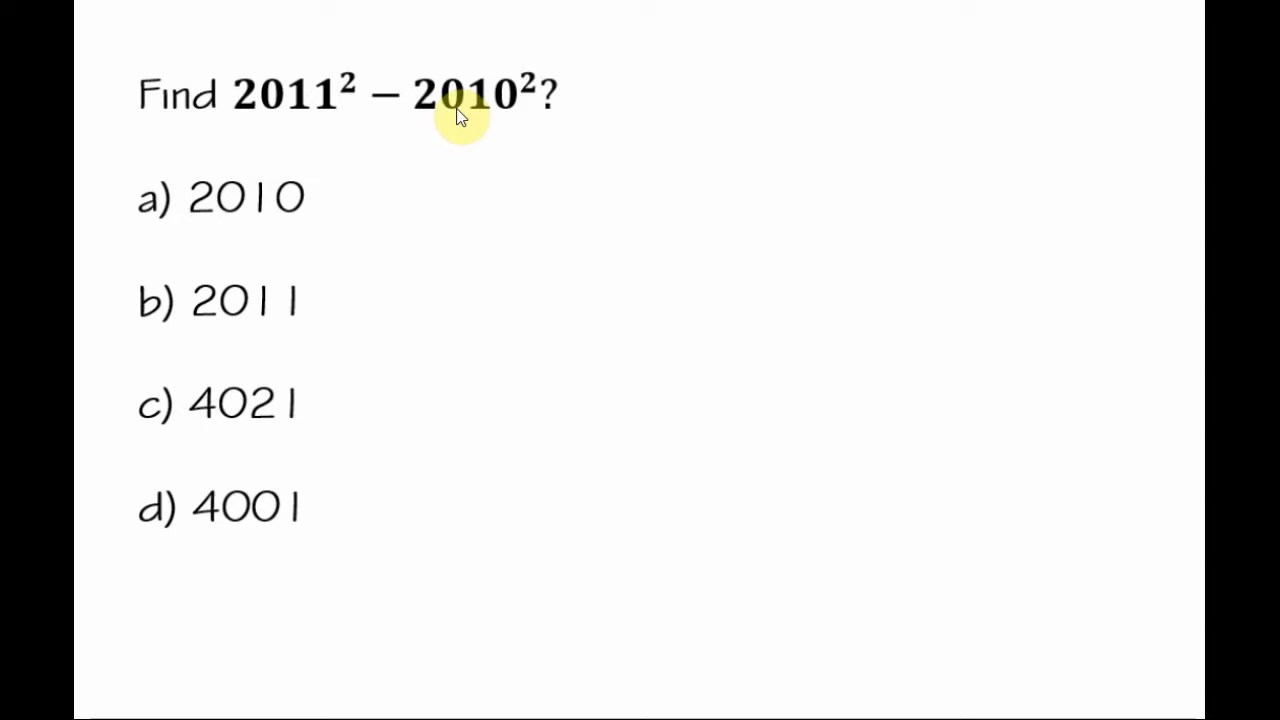 Find 2011² − 2010²?
a) 2010
b) 2011
c) 4021
d) 4001